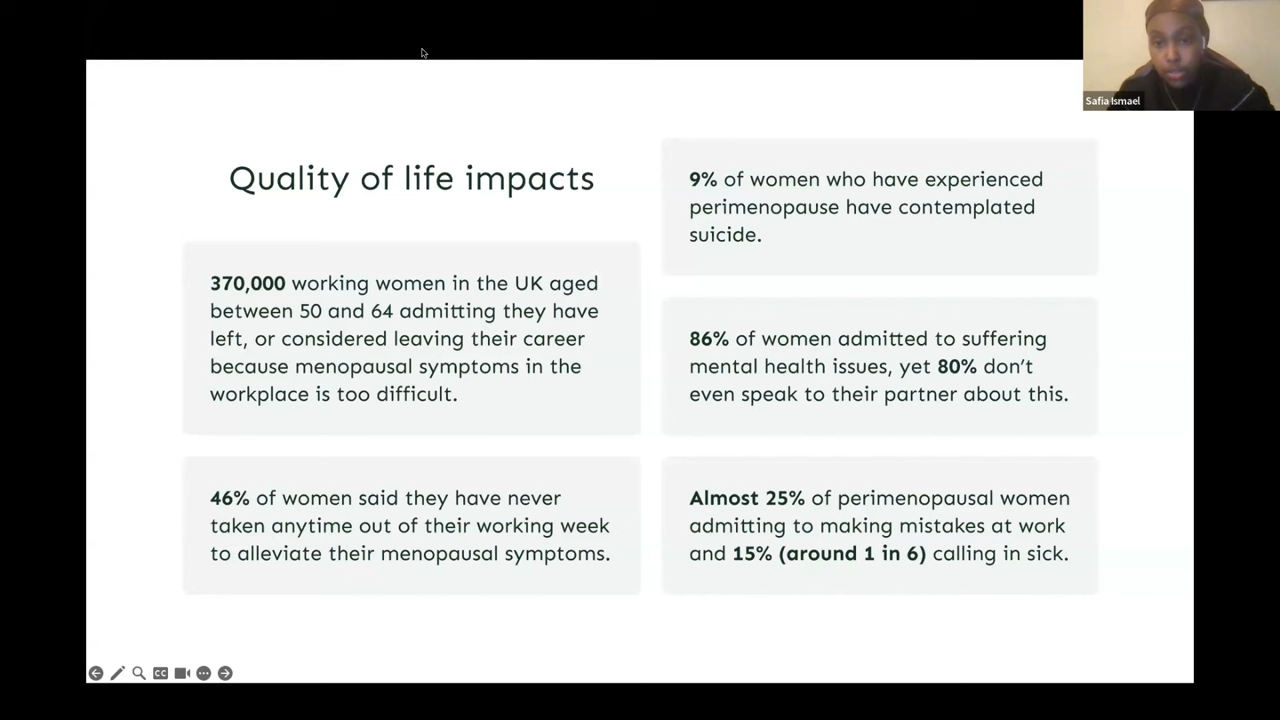 Safia Ismael
Quality of life impacts
370,000 working women in the UK aged
between 50 and 64 admitting they have
left, or considered leaving their career
because menopausal symptoms in the
workplace is too difficult.
46% of women said they have never
taken anytime out of their working week
to alleviate their menopausal symptoms.
9% of women who have experienced
perimenopause have contemplated
suicide.
86% of women admitted to suffering
mental health issues, yet 80% don’t
even speak to their partner about this.
Almost 25% of perimenopausal women
admitting to making mistakes at work
and 15% (around 1 in 6) calling in sick.
CC